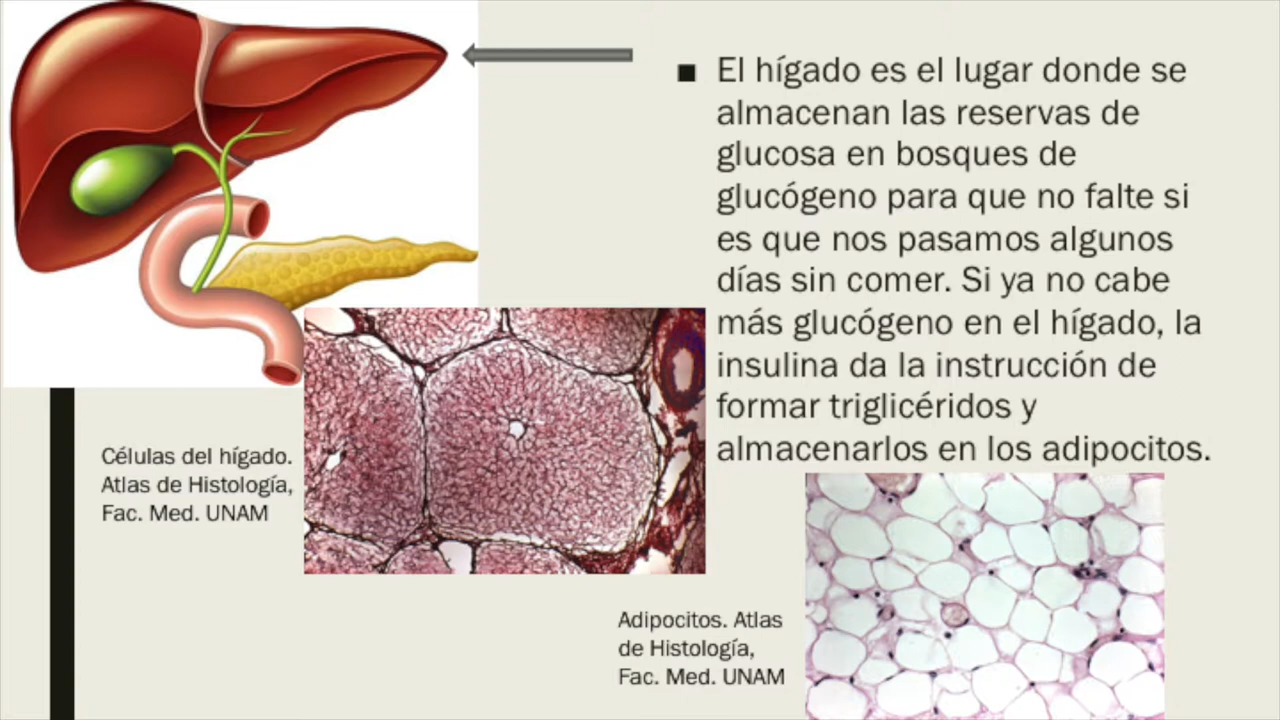 ■ El hígado es el lugar donde se
almacenan las reservas de
glucosa en bosques de
glucógeno para que no falte si
es que nos pasamos algunos
días sin comer. Si ya no cabe
más glucógeno en el hígado, la
insulina da la instrucción de
formar triglicéridos y
almacenarlos en los adipocitos.
Células del hígado.
Atlas de Histología,
Fac. Med. UNAM
Adipocitos. Atlas
de Histología,
Fac. Med. UNAM